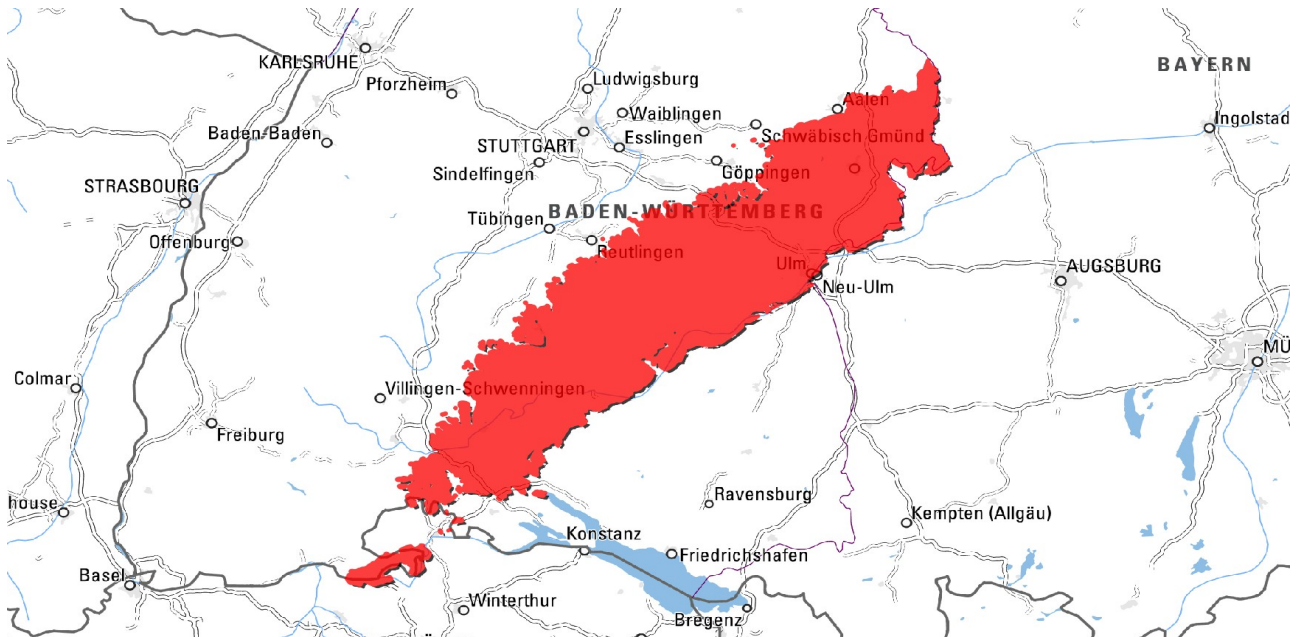 KARLSRUHE
BAYERN
Pforzheim
Ludwigsburg
Aalen
Waiblingen
Ingolstad
Baden-Baden
STUTTGART
Esslingen
Schwäbisch Gmünd
Sindelfingen
Göppingen
STRASBOURG
Tübingen
BADEN-WÜRTTEMBERG
Offenburg
Reutlingen
Ulm
AUGSBURG
Neu-Ulm
MÜ
Colmar
Villingen-Schwenningen
Freiburg
Ravensburg
house
Kempten (Allgäu)
Konstanz
Friedrichshafen
Basel
Winterthur
Bregenz